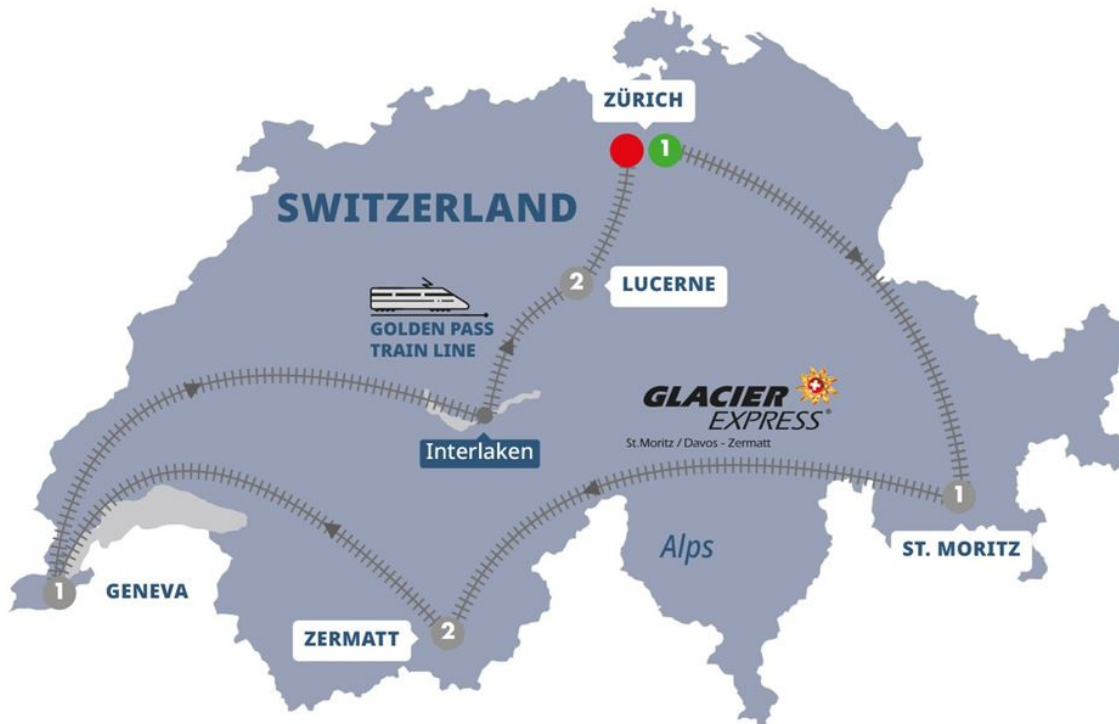 ZÜRICH
1
SWITZERLAND
2
LUCERNE
GOLDEN PASS
TRAIN LINE
GLACIER
EXPRESS®
St.Moritz / Davos - Zermatt
Interlaken
1
ST. MORITZ
Alps
1
GENEVA
ZERMATT
2